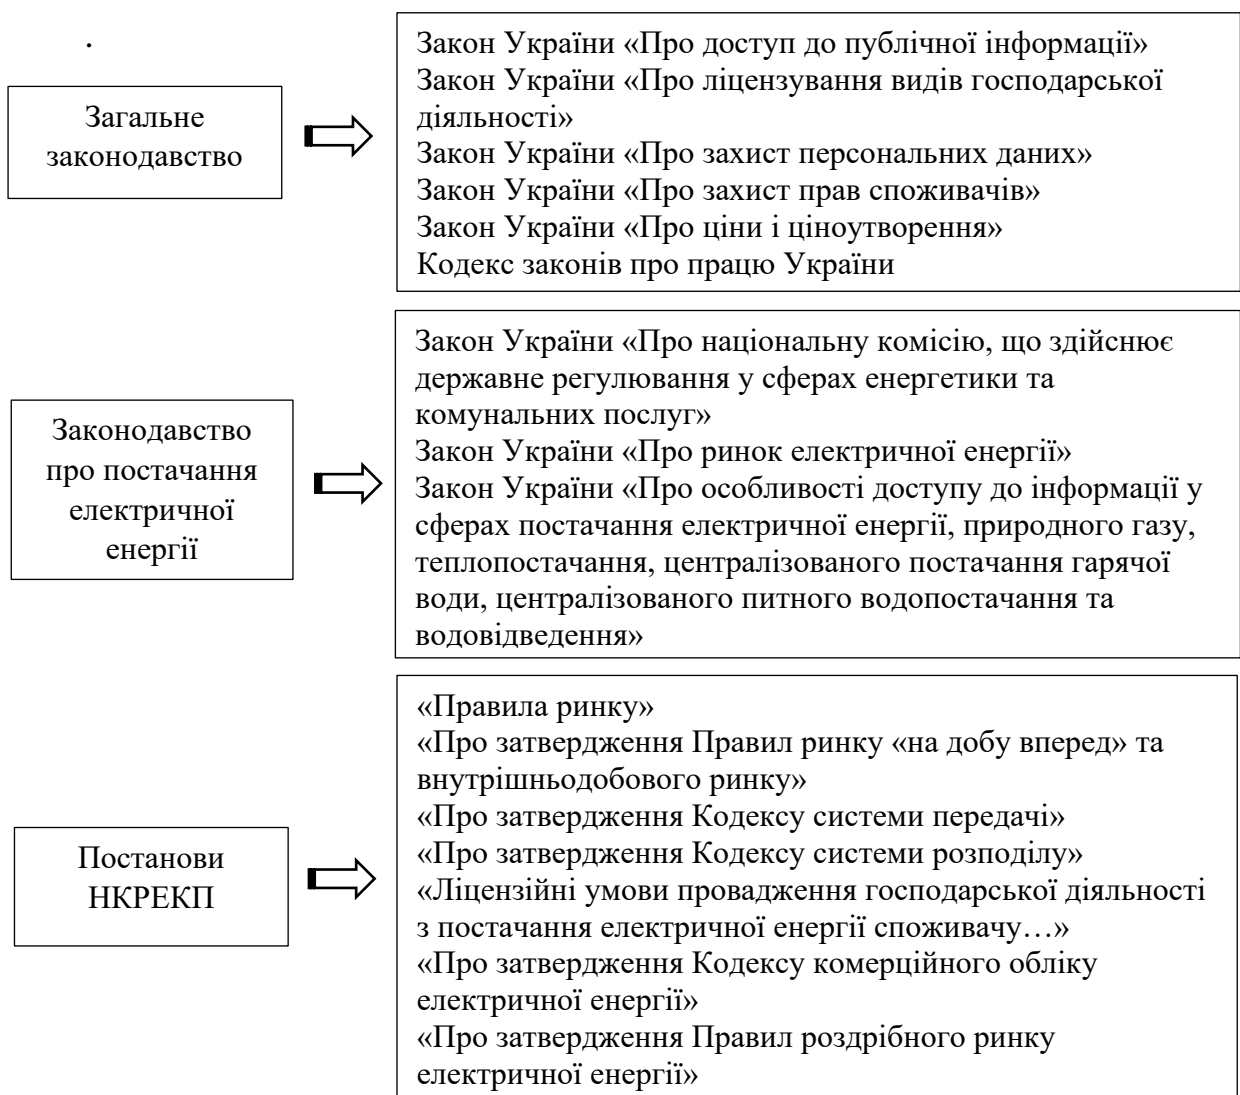 .
Загальне
законодавство
Закон України «Про доступ до публічної інформації»
Закон України «Про ліцензування видів господарської
діяльності»
Закон України «Про захист персональних даних»
Закон України «Про захист прав споживачів»
Закон України «Про ціни і ціноутворення»
Кодекс законів про працю України
Законодавство
про постачання
електричної
енергії
Закон України «Про національну комісію, що здійснює
державне регулювання у сферах енергетики та
комунальних послуг»
Закон України «Про ринок електричної енергії»
Закон України «Про особливості доступу до інформації у
сферах постачання електричної енергії, природного газу,
теплопостачання, централізованого постачання гарячої
води, централізованого питного водопостачання та
водовідведення»
Постанови
НКРЕКП
«Правила ринку»
«Про затвердження Правил ринку «на добу вперед» та
внутрішньодобового ринку»
«Про затвердження Кодексу системи передачі»
«Про затвердження Кодексу системи розподілу»
«Ліцензійні умови провадження господарської діяльності
з постачання електричної енергії споживачу…»
«Про затвердження Кодексу комерційного обліку
електричної енергії»
«Про затвердження Правил роздрібного ринку
електричної енергії»